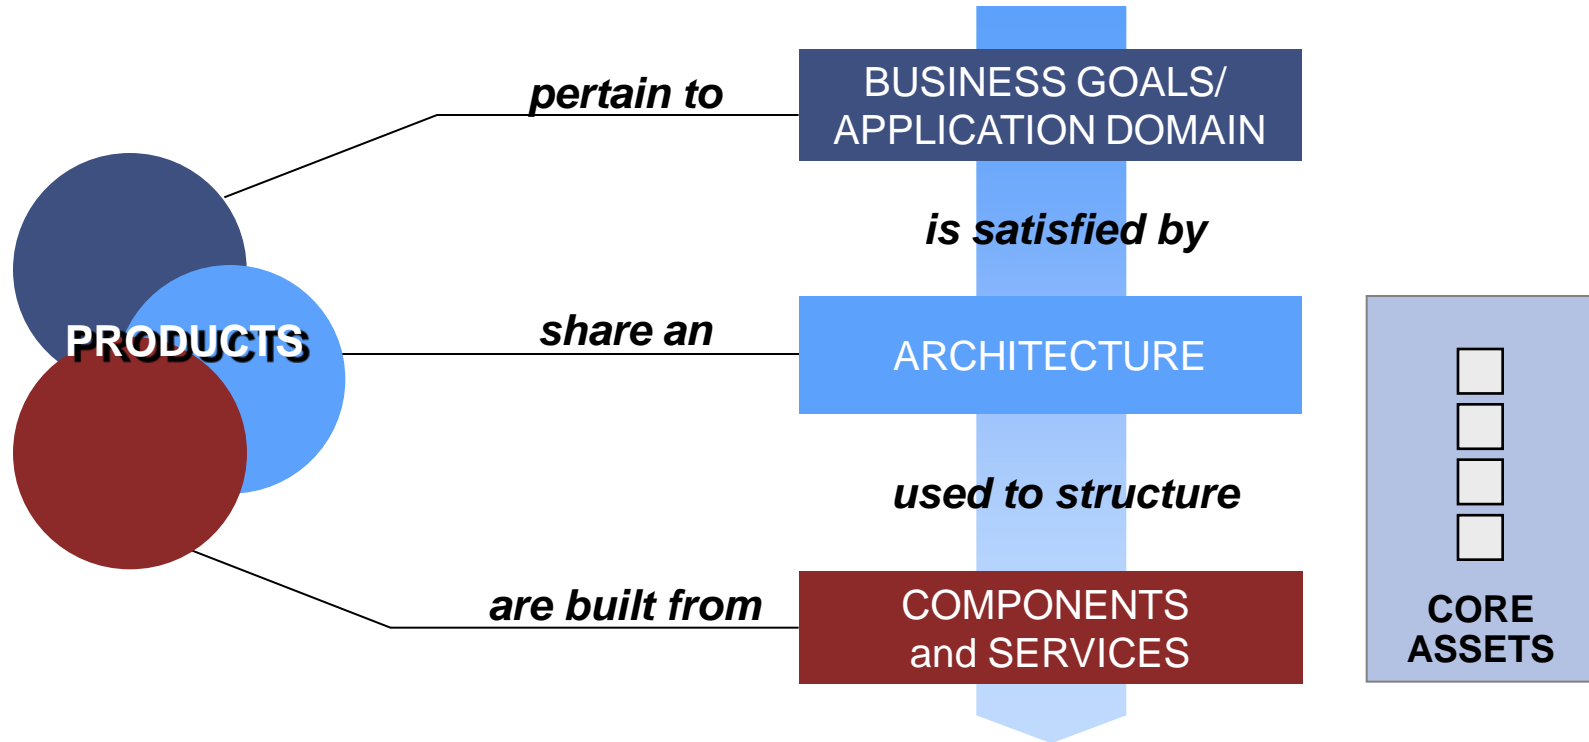 pertain to
BUSINESS GOALS/
APPLICATION DOMAIN
is satisfied by
PRODUCTS
share an
ARCHITECTURE
used to structure
are built from
COMPONENTS
and SERVICES
CORE
ASSETS